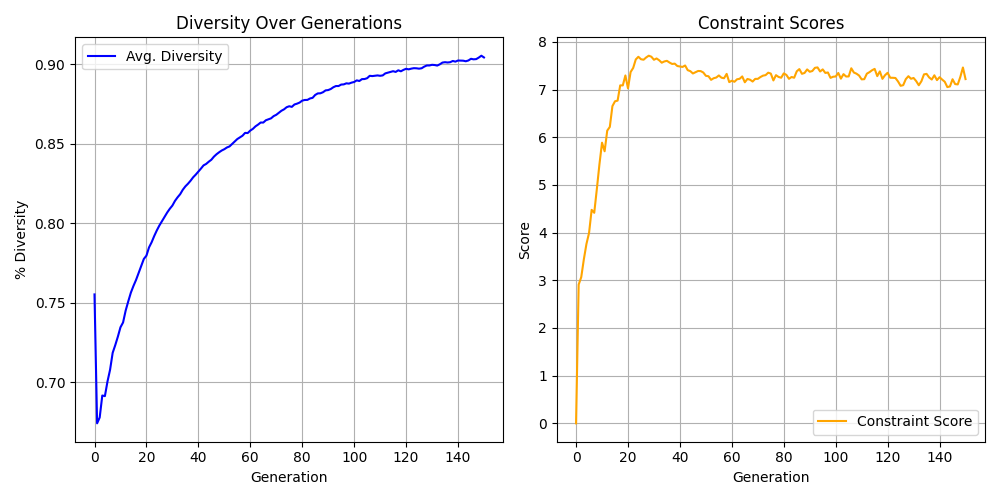 Diversity Over Generations
Avg. Diversity
% Diversity
0.90
0.85
0.80
0.75
0.70
0 20 40 60 80 100 120 140
Generation
Constraint Scores
Constraint Score
Score
8
7
6
5
4
3
2
1
0
0 20 40 60 80 100 120 140
Generation